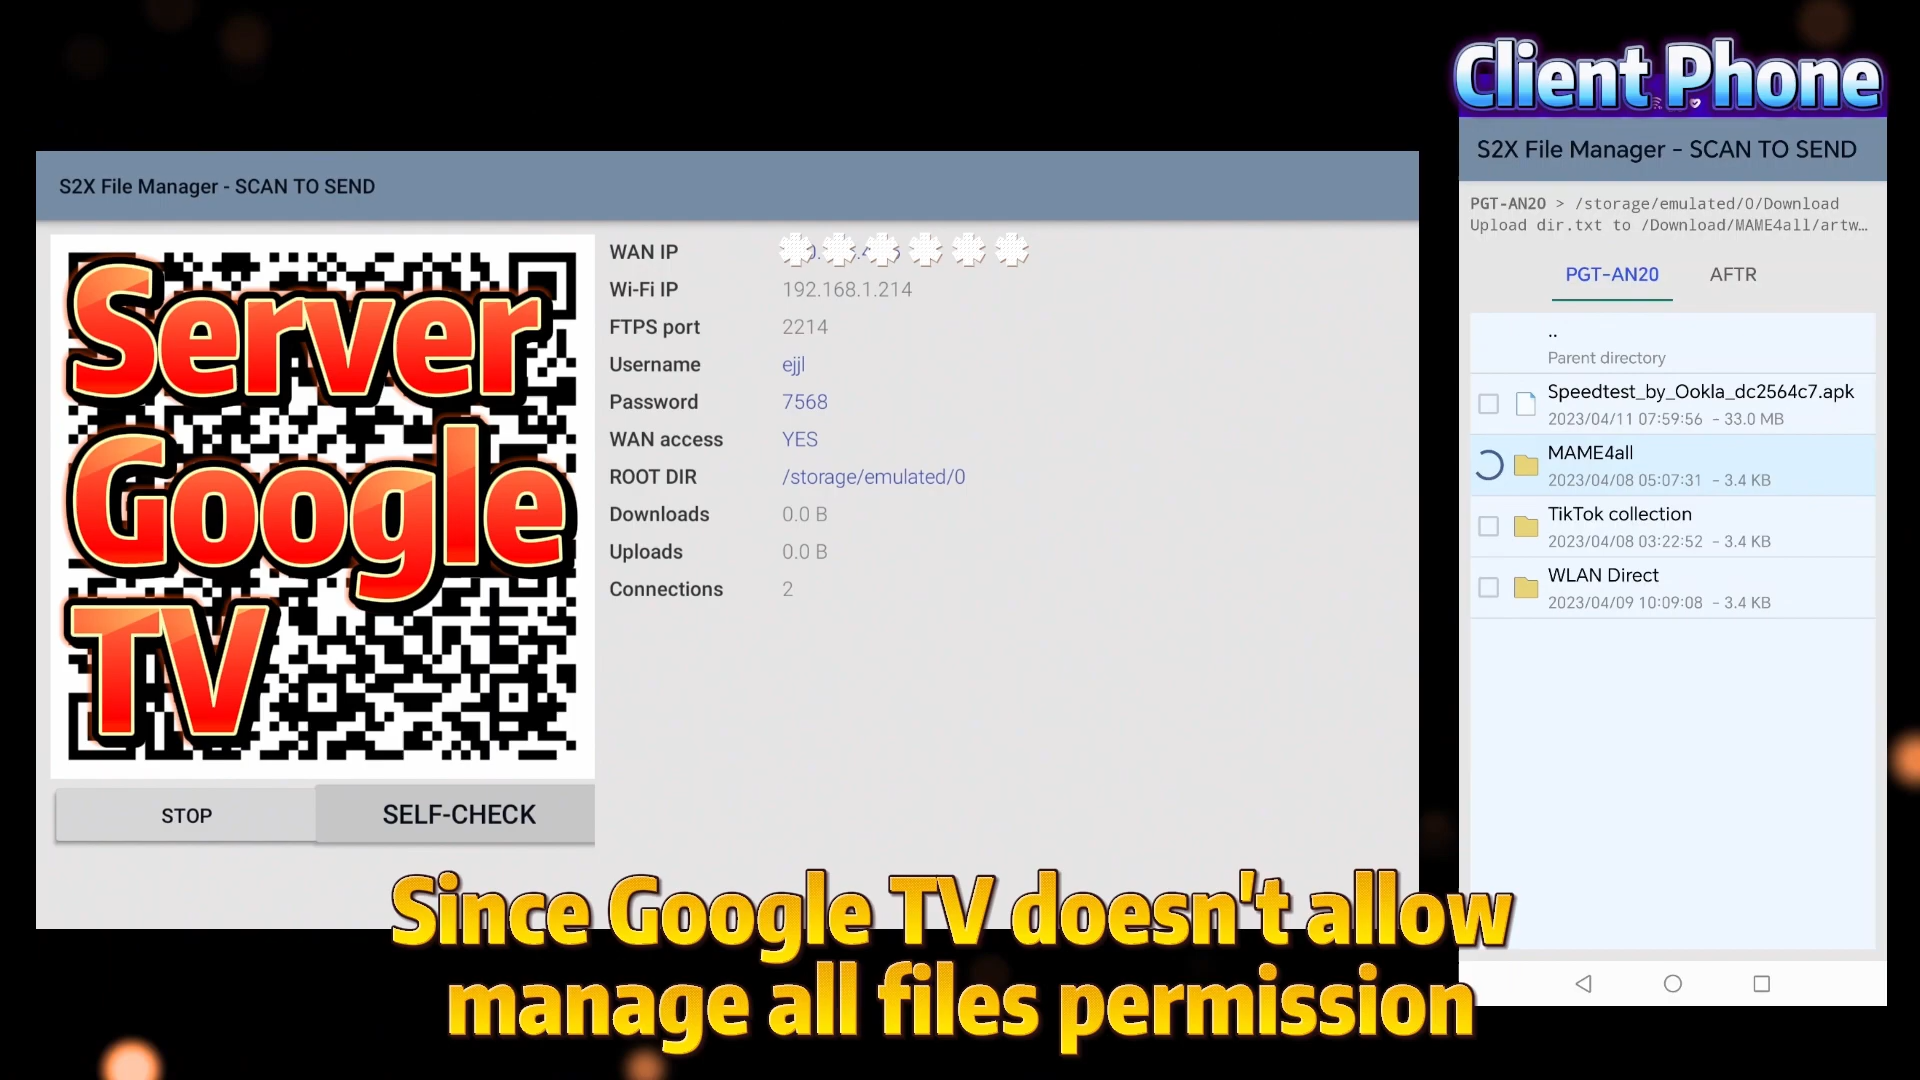 Client Phone
S2X File Manager - SCAN TO SEND
Server
Google
TV
WAN IP
Wi-Fi IP 192.168.1.214
FTPS port 2214
Username ejjl
Password 7568
WAN access YES
ROOT DIR /storage/emulated/0
Downloads 0.0 B
Uploads 0.0 B
Connections 2
STOP SELF-CHECK
S2X File Manager - SCAN TO SEND
PGT-AN20 > /storage/emulated/0/Download
Upload dir.txt to /Download/MAME4all/artw…
PGT-AN20 AFTR
..
Parent directory
Speedtest_by_Ookla_dc2564c7.apk
2023/04/11 07:59:56 - 33.0 MB
MAME4all
2023/04/08 05:07:31 - 3.4 KB
TikTok collection
2023/04/08 03:22:52 - 3.4 KB
WLAN Direct
2023/04/09 10:09:08 - 3.4 KB
Since Google TV doesn't allow
manage all files permission